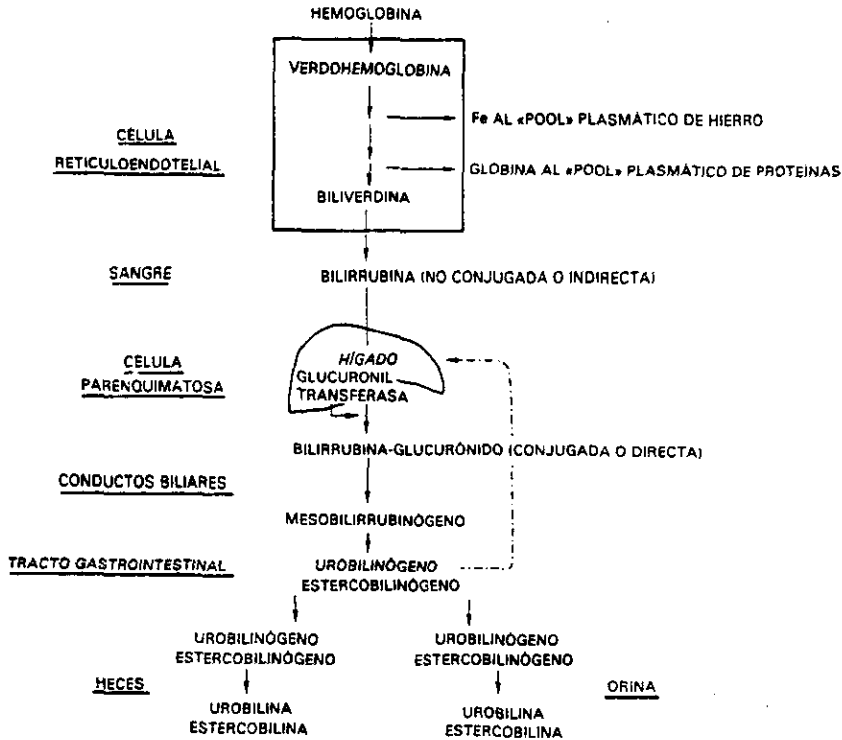 HEMOGLOBINA
VERDOHEMOGLOBINA
Fe AL «POOL» PLASMÁTICO DE HIERRO
CÉLULA
RETICULOENDOTELIAL
GLOBINA AL «POOL» PLASMÁTICO DE PROTEINAS
BILIVERDINA
SANGRE
BILIRRUBINA (NO CONJUGADA O INDIRECTA)
CÉLULA
PARENQUIMATOSA
HÍGADO
GLUCURONIL
TRANSFERASA
BILIRRUBINA-GLUCURÓNIDO (CONJUGADA O DIRECTA)
CONDUCTOS BILIARES
MESOBILIRRUBINÓGENO
TRACTO GASTROINTESTINAL
UROBILINÓGENO
ESTERCOBILINÓGENO
UROBILINÓGENO
ESTERCOBILINÓGENO
UROBILINÓGENO
ESTERCOBILINÓGENO
HECES
ORINA
UROBILINA
ESTERCOBILINA
UROBILINA
ESTERCOBILINA